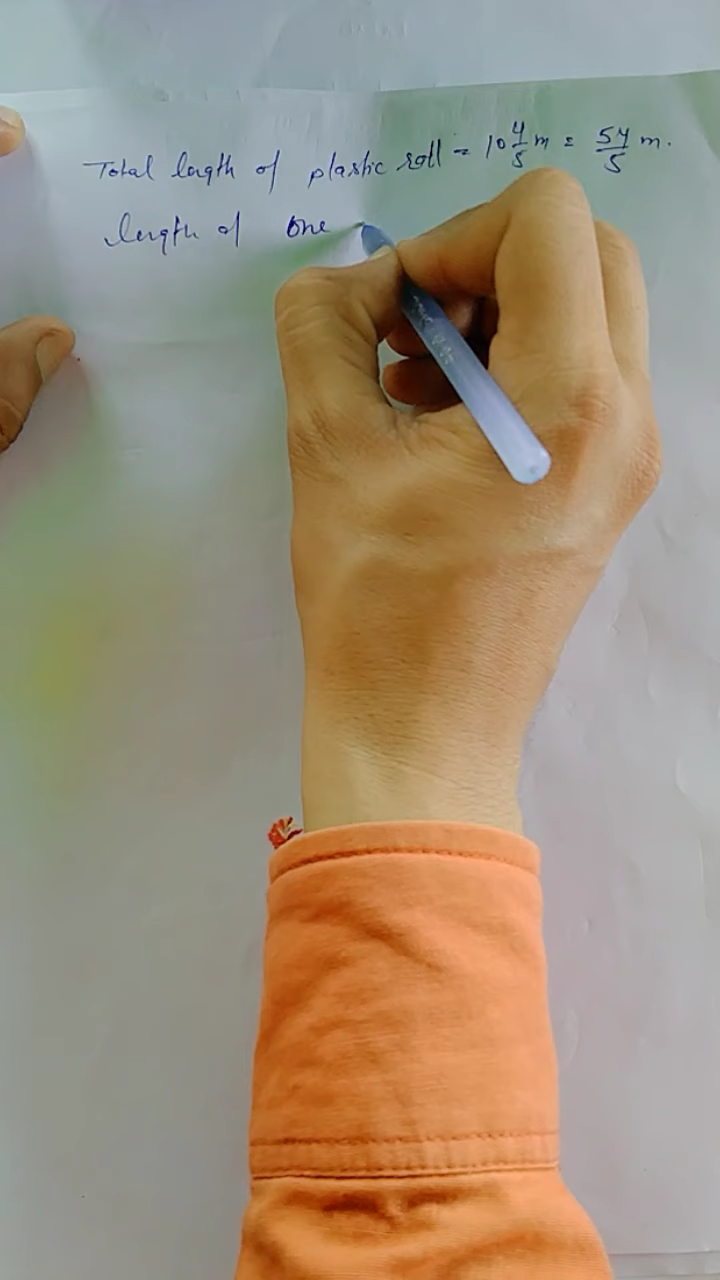 Total length of plastic roll = 10 4/5 m = 54/5 m.
length of one